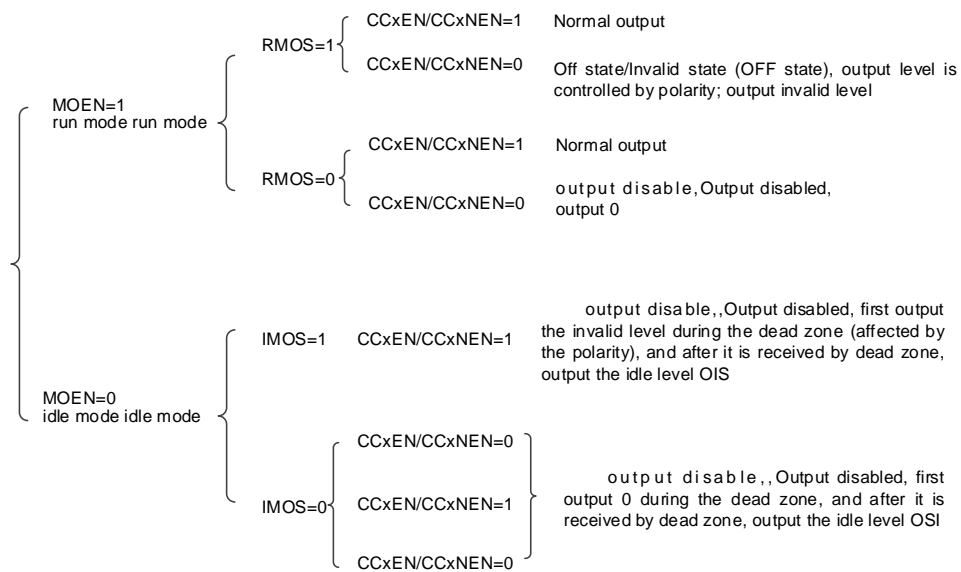 CCxEN/CCxNEN=1 Normal output
RMOS=1
CCxEN/CCxNEN=0 Off state/Invalid state (OFF state), output level is
controlled by polarity; output invalid level
MOEN=1
run mode run mode
CCxEN/CCxNEN=1 Normal output
RMOS=0
CCxEN/CCxNEN=0 output disable,Output disabled,
output 0
output disable,,Output disabled, first output
IMOS=1 CCxEN/CCxNEN=1 the invalid level during the dead zone (affected by
the polarity), and after it is received by dead zone,
output the idle level OIS
MOEN=0
idle mode idle mode
CCxEN/CCxNEN=0
output disable,,Output disabled, first
IMOS=0 CCxEN/CCxNEN=1 output 0 during the dead zone, and after it is
received by dead zone, output the idle level OSI
CCxEN/CCxNEN=0